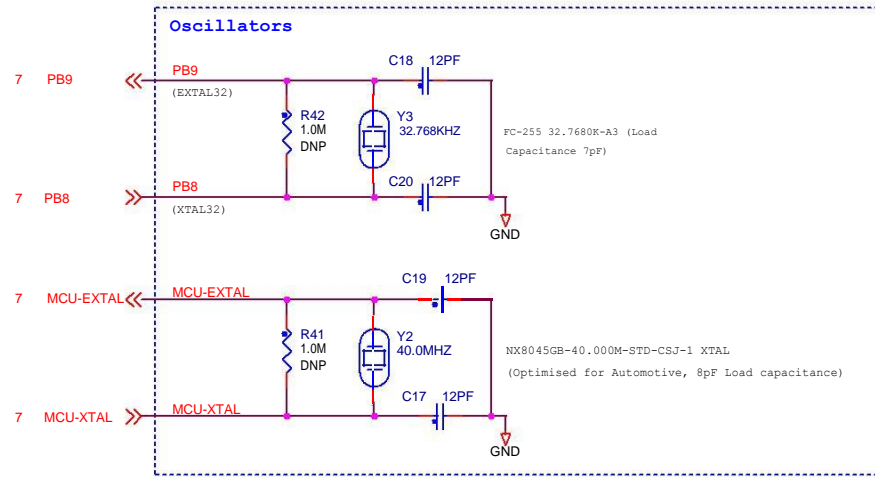 Oscillators
C18 12PF
7 PB9 PB9
(EXTAL32)
R42
1.0M
DNP
Y3
32.768KHZ
FC-255 32.7680K-A3 (Load
Capacitance 7pF)
C20 12PF
7 PB8 PB8
(XTAL32)
GND
C19 12PF
7 MCU-EXTAL MCU-EXTAL
R41
1.0M
DNP
Y2
40.0MHZ
NX8045GB-40.000M-STD-CSJ-1 XTAL
(Optimised for Automotive, 8pF Load capacitance)
C17 12PF
7 MCU-XTAL MCU-XTAL
GND